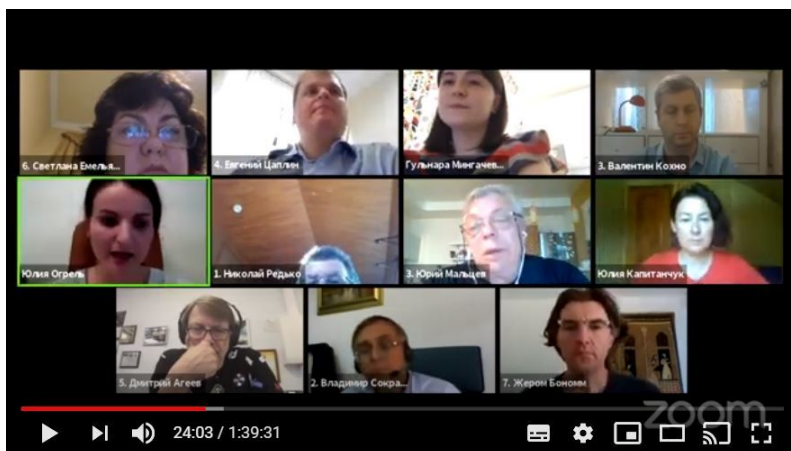 6. Светлана Емелья...
4. Евгений Цаплин
Гульнара Мингачев...
3. Валентин Кохно
Юлия Огрель
1. Николай Редько
3. Юрий Мальцев
Юлия Капитанчук
5. Дмитрий Агеев
2. Владимир Сокра...
7. Жером Бономм
zoom
24:03 / 1:39:31